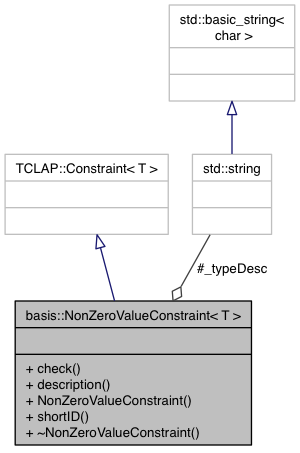 std::basic_string<
char >
TCLAP::Constraint< T >
std::string
#_typeDesc
basis::NonZeroValueConstraint< T >
+ check()
+ description()
+ NonZeroValueConstraint()
+ shortID()
+ ~NonZeroValueConstraint()